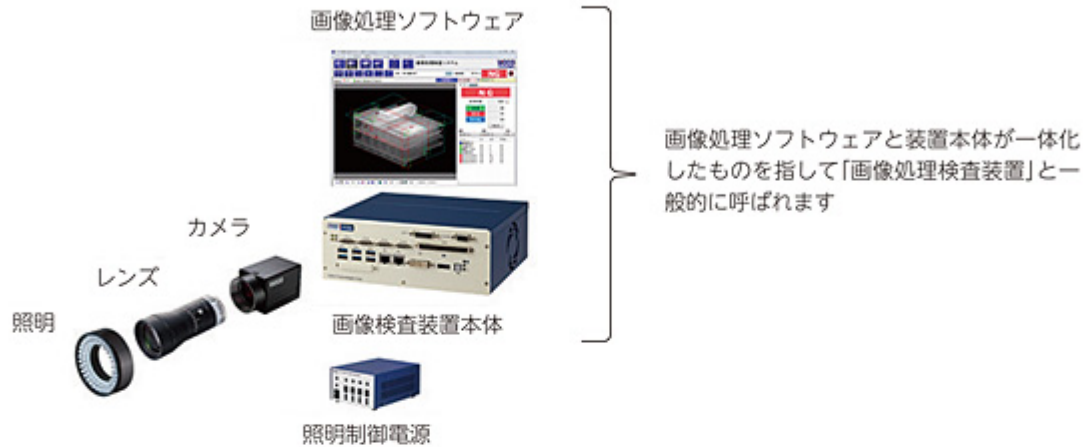 画像処理ソフトウェア
NG
画像処理ソフトウェアと装置本体が一体化
したものを指して「画像処理検査装置」と一
般的に呼ばれます
カメラ
レンズ
照明
画像検査装置本体
照明制御電源